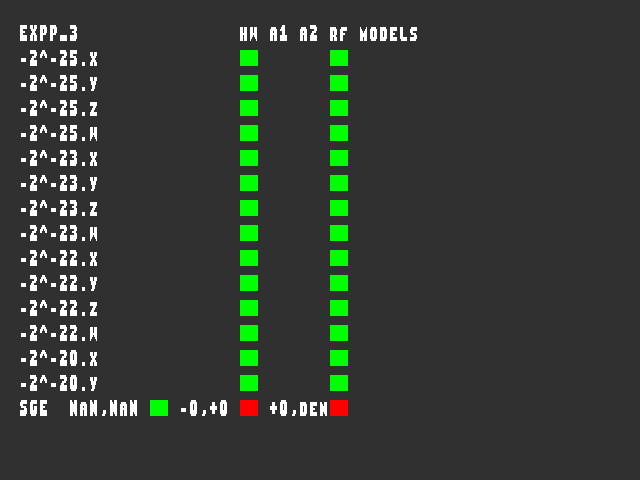 EXPP_3 HW A1 A2 RF MODELS
-2^-25.x
-2^-25.y
-2^-25.z
-2^-25.w
-2^-23.x
-2^-23.y
-2^-23.z
-2^-23.w
-2^-22.x
-2^-22.y
-2^-22.z
-2^-22.w
-2^-20.x
-2^-20.y
SGE NAN,NAN -0,+0 +0,DEN